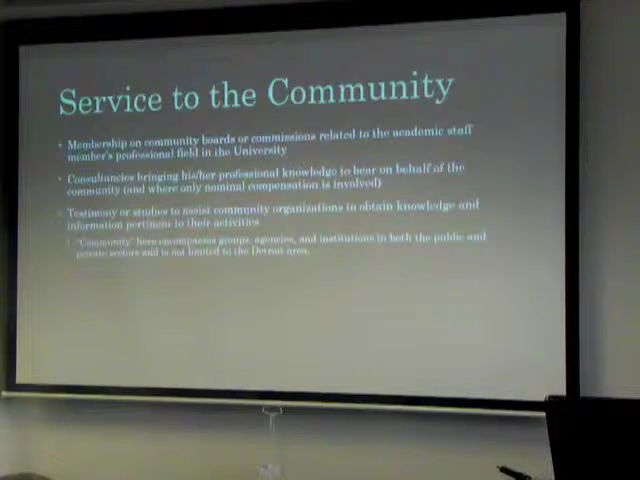 Service to the Community
Membership on community boards or commissions related to the academic staff
member's professional field in the University
Consultancies bringing his/her professional knowledge to bear on behalf of the
community (and where only nominal compensation is involved)
Testimony or studies to assist community organizations to obtain knowledge and
information pertinent to their activities
"Community" here encompasses groups, agencies, and institutions in both the public and
private sectors and is not limited to the Detroit area.